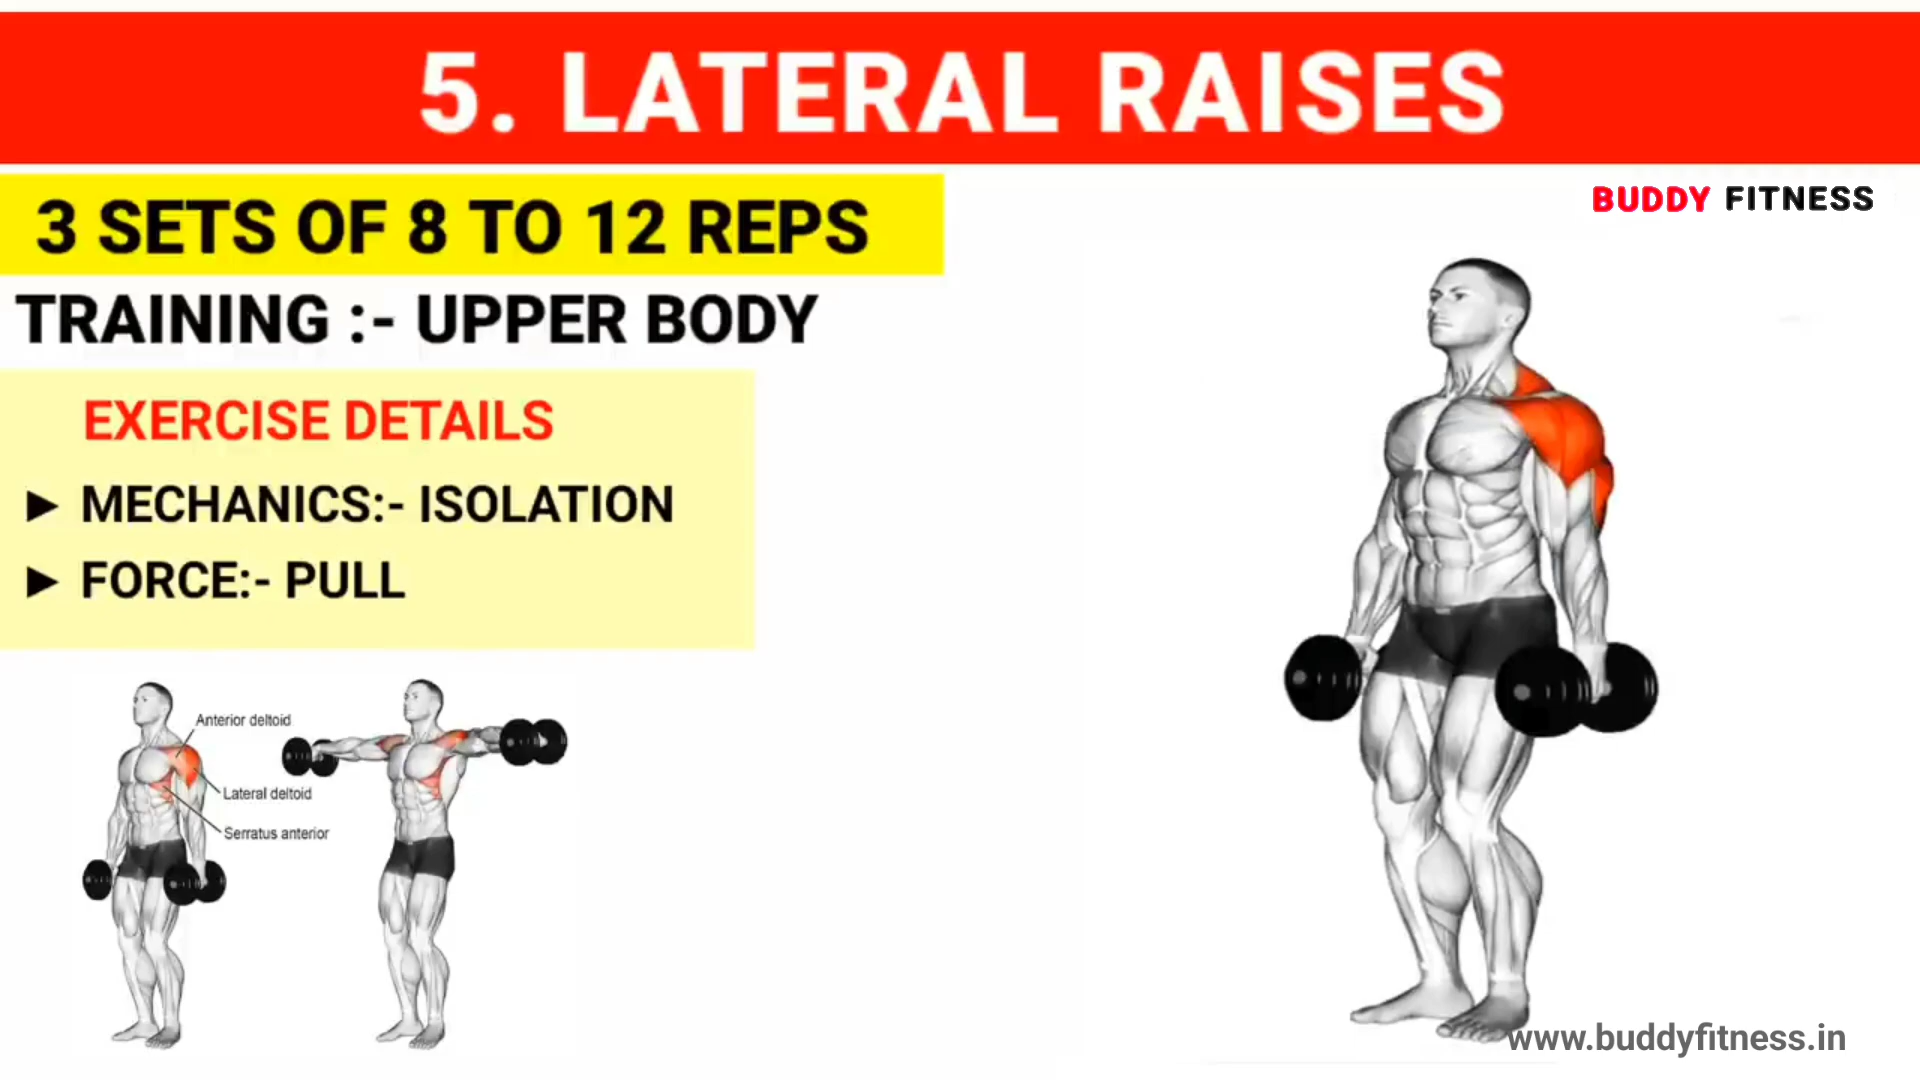 5. LATERAL RAISES
3 SETS OF 8 TO 12 REPS
BUDDY FITNESS
TRAINING :- UPPER BODY
EXERCISE DETAILS
► MECHANICS:- ISOLATION
► FORCE:- PULL
Anterior deltoid
Lateral deltoid
Serratus anterior
www.buddyfitness.in